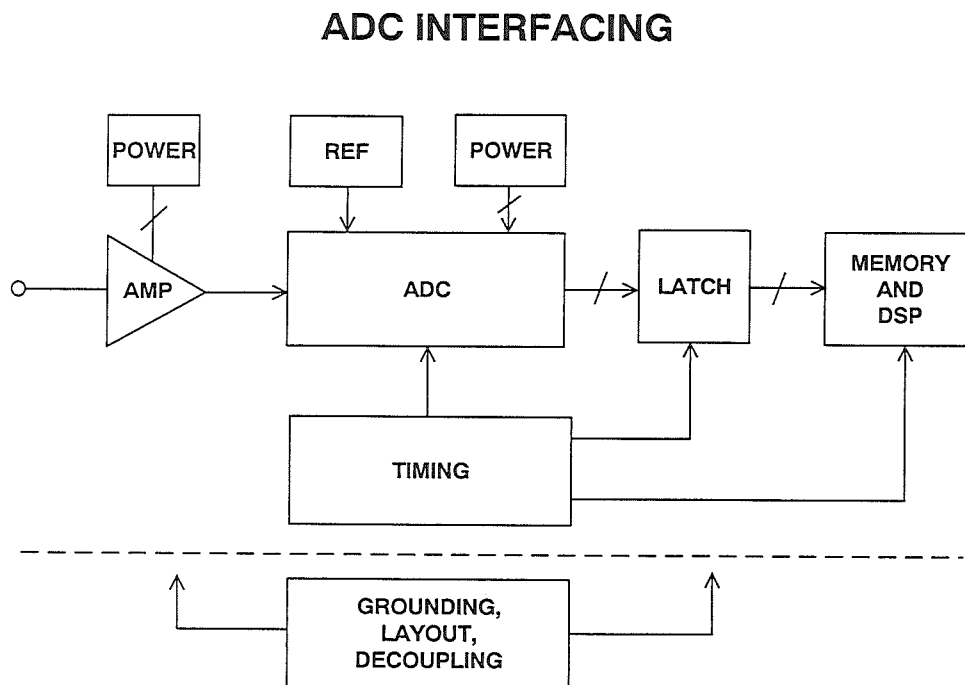 ADC INTERFACING
POWER
REF
POWER
AMP
ADC
LATCH
MEMORY
AND
DSP
TIMING
GROUNDING,
LAYOUT,
DECOUPLING